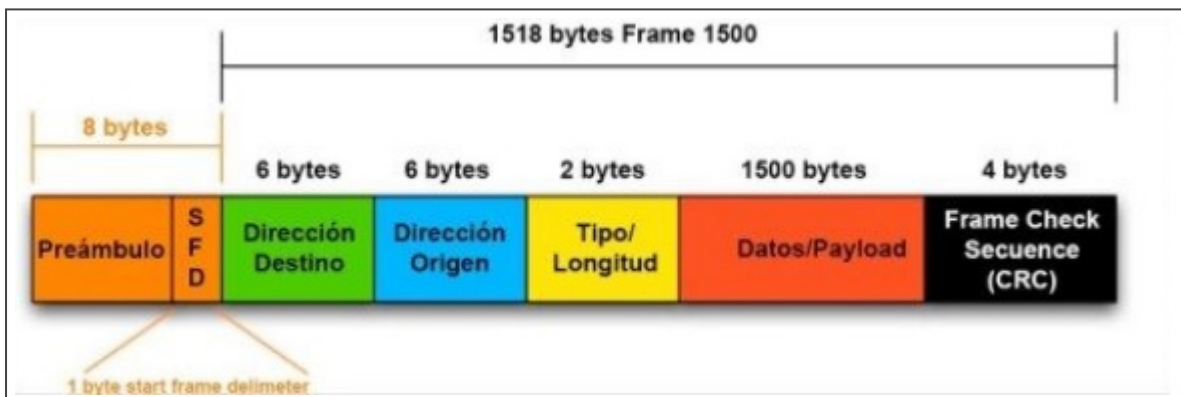 1518 bytes Frame 1500
8 bytes
6 bytes
6 bytes
2 bytes
1500 bytes
4 bytes
Preámbulo
S
F
D
Dirección
Destino
Dirección
Origen
Tipo/
Longitud
Datos/Payload
Frame Check
Secuence
(CRC)
1 byte start frame delimeter